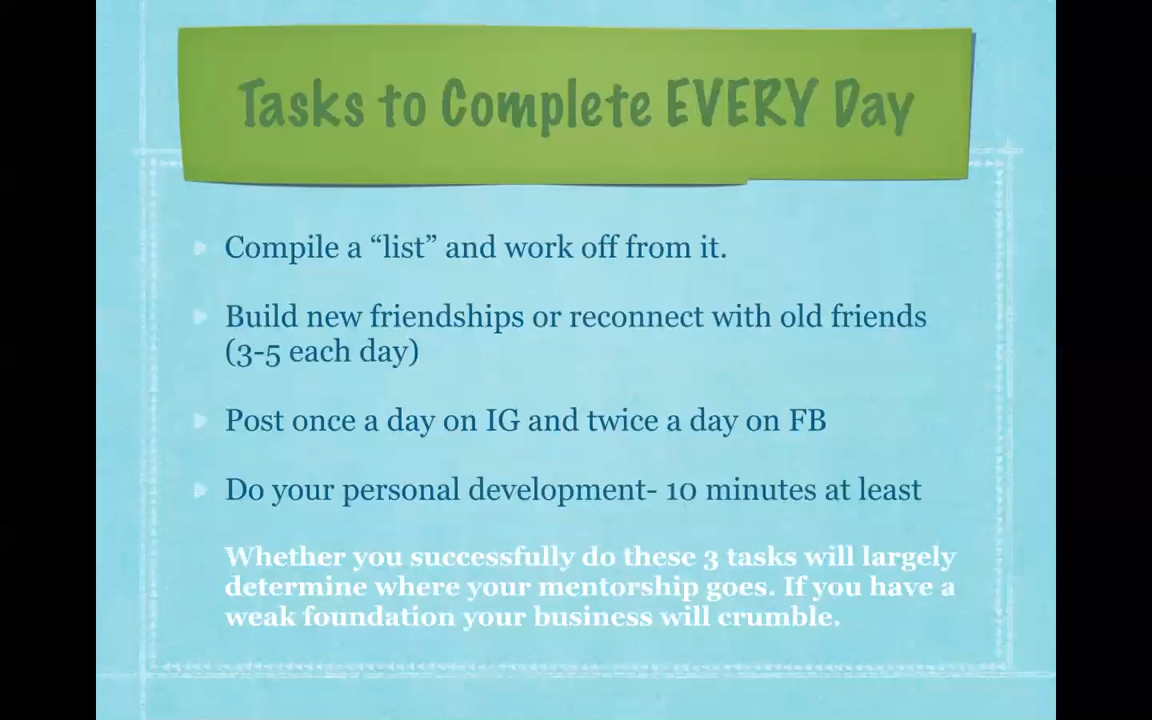 Tasks to Complete EVERY Day
Compile a “list” and work off from it.
Build new friendships or reconnect with old friends
(3-5 each day)
Post once a day on IG and twice a day on FB
Do your personal development- 10 minutes at least
Whether you successfully do these 3 tasks will largely
determine where your mentorship goes. If you have a
weak foundation your business will crumble.